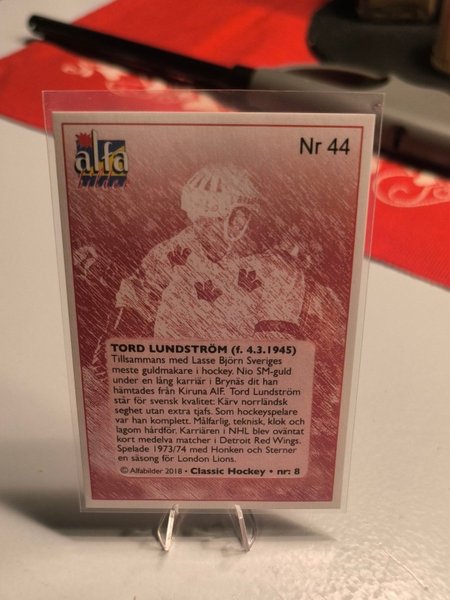 alfa
bilder
Nr 44
TORD LUNDSTRÖM (f. 4.3.1945)
Tillsammans med Lasse Björn Sveriges
meste guldmakare i hockey. Nio SM-guld
under en lång karriär i Brynäs dit han
hämtades från Kiruna AIF. Tord Lundström
står för svensk kvalitet: Kärv norrländsk
seghet utan extra tjafs. Som hockeyspelare
var han komplett. Målfarlig, teknisk, klok och
lagom hårdför. Karriären i NHL blev oväntat
kort medelva matcher i Detroit Red Wings.
Spelade 1973/74 med Honken och Sterner
en säsong för London Lions.
© Alfabilder 2018 • Classic Hockey • nr: 8